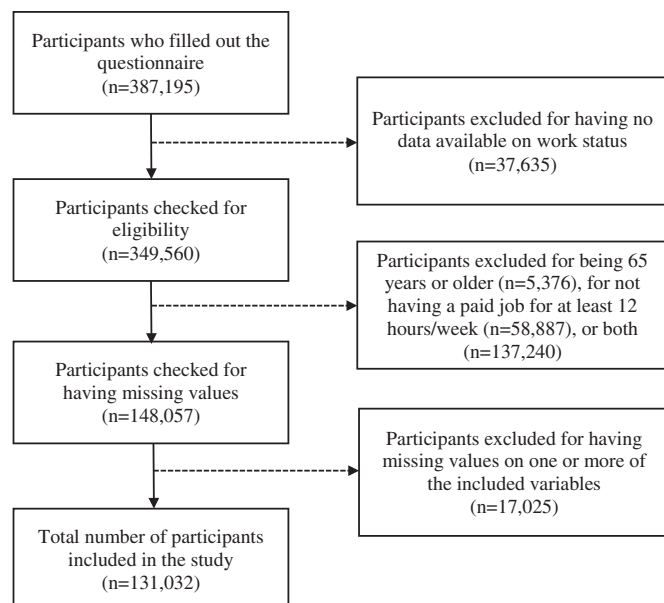 Participants who filled out the
questionnaire
(n=387,195)
Participants excluded for having no
data available on work status
(n=37,635)
Participants checked for
eligibility
(n=349,560)
Participants excluded for being 65
years or older (n=5,376), for not
having a paid job for at least 12
hours/week (n=58,887), or both
(n=137,240)
Participants checked for
having missing values
(n=148,057)
Participants excluded for having
missing values on one or more of
the included variables
(n=17,025)
Total number of participants
included in the study
(n=131,032)